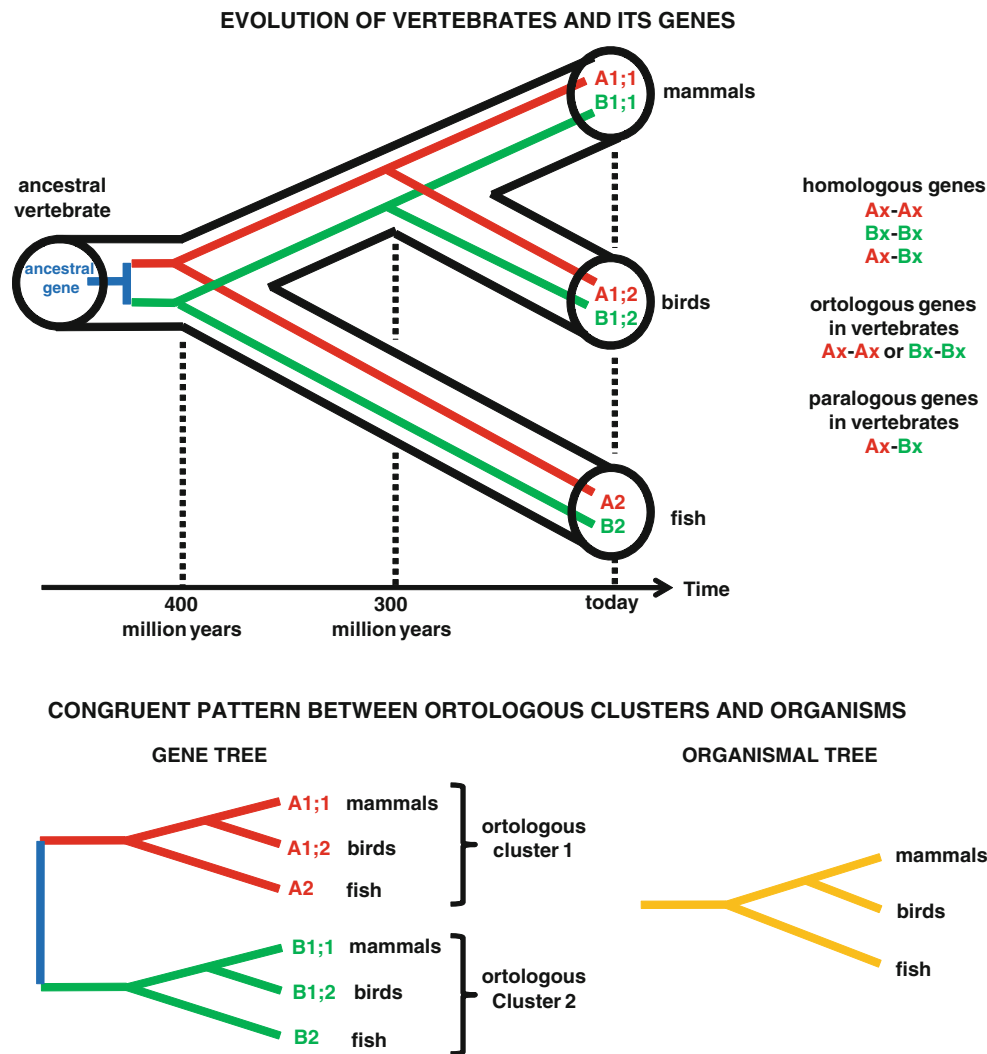 EVOLUTION OF VERTEBRATES AND ITS GENES
A1;1
B1;1
mammals
ancestral
vertebrate
ancestral
gene
A1;2
B1;2
birds
A2
B2
fish
homologous genes
Ax-Ax
Bx-Bx
Ax-Bx
ortologous genes
in vertebrates
Ax-Ax or Bx-Bx
paralogous genes
in vertebrates
Ax-Bx
Time
400
million years
300
million years
today
CONGRUENT PATTERN BETWEEN ORTOLOGOUS CLUSTERS AND ORGANISMS
GENE TREE
A1;1 mammals
A1;2 birds
A2 fish
ortologous
cluster 1
B1;1 mammals
B1;2 birds
B2 fish
ortologous
Cluster 2
ORGANISMAL TREE
mammals
birds
fish